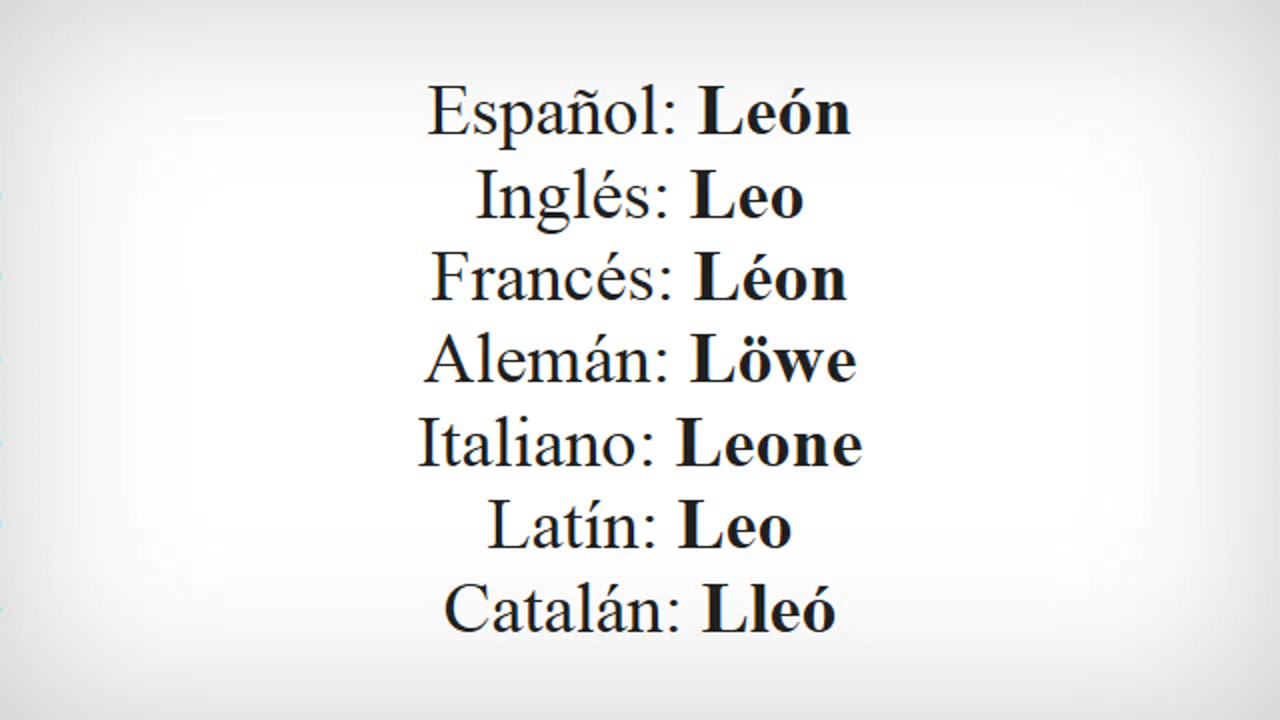 Español: León
Inglés: Leo
Francés: Léon
Alemán: Löwe
Italiano: Leone
Latín: Leo
Catalán: Lleó